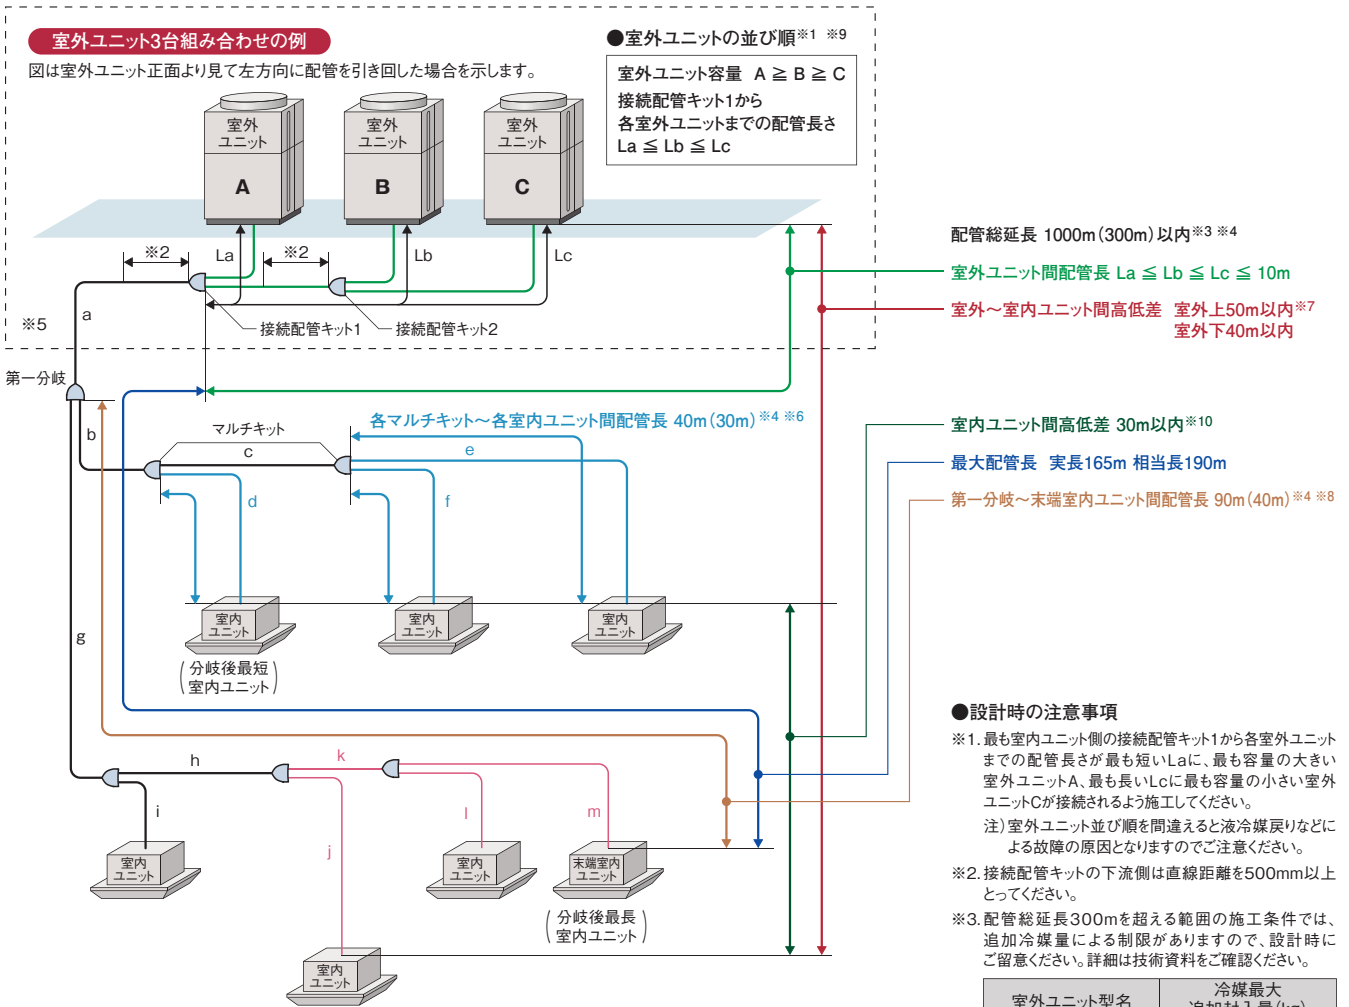 室外ユニット3台組み合わせの例
図は室外ユニット正面より見て左方向に配管を引き回した場合を示します。
●室外ユニットの並び順※1 ※9
室外ユニット容量 A ≧ B ≧ C
接続配管キット1から
各室外ユニットまでの配管長さ
La ≦ Lb ≦ Lc
室外
ユニット
A
室外
ユニット
B
室外
ユニット
C
※2
La
※2
Lb
Lc
※5
a
接続配管キット1
接続配管キット2
配管総延長 1000m(300m)以内※3 ※4
室外ユニット間配管長 La ≦ Lb ≦ Lc ≦ 10m
室外～室内ユニット間高低差 室外上50m以内※7
室外下40m以内
第一分岐
b
マルチキット
c
各マルチキット～各室内ユニット間配管長 40m(30m)※4 ※6
e
d
f
室内ユニット間高低差 30m以内※10
最大配管長 実長165m 相当長190m
第一分岐～末端室内ユニット間配管長 90m(40m)※4 ※8
g
室内
ユニット
(分岐後最短
室内ユニット)
室内
ユニット
室内
ユニット
h
k
i
j
l
m
室内
ユニット
室内
ユニット
末端室内
ユニット
(分岐後最長
室内ユニット)
室内
ユニット
●設計時の注意事項
※1.最も室内ユニット側の接続配管キット1から各室外ユニット
までの配管長さが最も短いLaに、最も容量の大きい
室外ユニットA、最も長いLcに最も容量の小さい室外
ユニットCが接続されるよう施工してください。
注)室外ユニット並び順を間違えると液冷媒戻りなどに
よる故障の原因となりますのでご注意ください。
※2.接続配管キットの下流側は直線距離を500mm以上
とってください。
※3.配管総延長300mを超える範囲の施工条件では、
追加冷媒量による制限がありますので、設計時に
ご留意ください。詳細は技術資料をご確認ください。
室外ユニット型名
冷媒最大
追加封入量(kg)